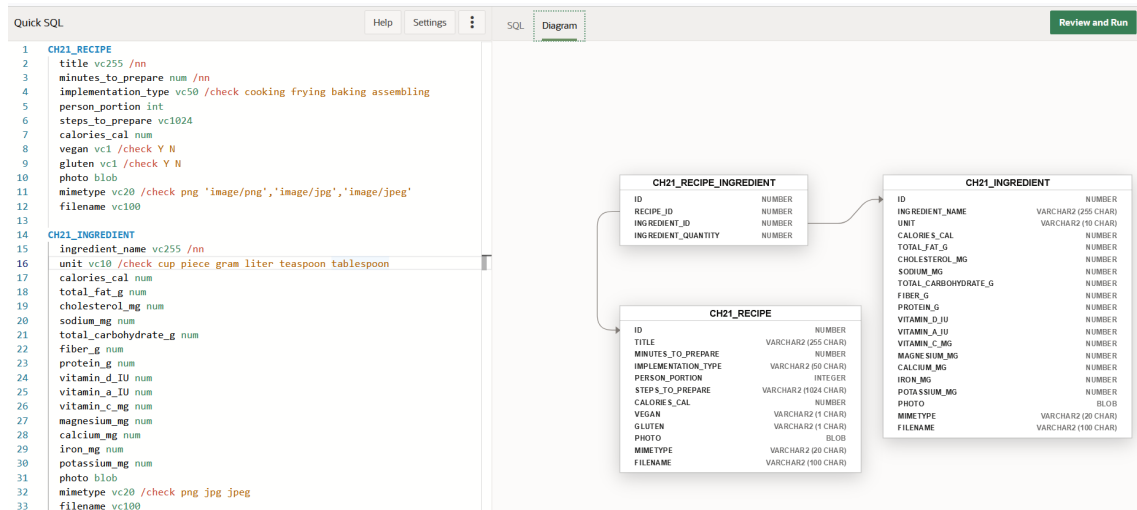 Quick SQL
Help
Settings
SQL
Diagram
Review and Run
1 CH21_RECIPE
2 title vc255 /nn
3 minutes_to_prepare num /nn
4 implementation_type vc50 /check cooking frying baking assembling
5 person_portion int
6 steps_to_prepare vc1024
7 calories_cal num
8 vegan vc1 /check Y N
9 gluten vc1 /check Y N
10 photo blob
11 mimetype vc20 /check png 'image/png','image/jpg','image/jpeg'
12 filename vc100
13
14 CH21_INGREDIENT
15 ingredient_name vc255 /nn
16 unit vc10 /check cup piece gram liter teaspoon tablespoon
17 calories_cal num
18 total_fat_g num
19 cholesterol_mg num
20 sodium_mg num
21 total_carbohydrate_g num
22 fiber_g num
23 protein_g num
24 vitamin_d_IU num
25 vitamin_a_IU num
26 vitamin_c_mg num
27 magnesium_mg num
28 calcium_mg num
29 iron_mg num
30 potassium_mg num
31 photo blob
32 mimetype vc20 /check png jpg jpeg
33 filename vc100
CH21_RECIPE_INGREDIENT
ID NUMBER
RECIPE_ID NUMBER
INGREDIENT_ID NUMBER
INGREDIENT_QUANTITY NUMBER
CH21_RECIPE
ID NUMBER
TITLE VARCHAR2 (255 CHAR)
MINUTES_TO_PREPARE NUMBER
IMPLEMENTATION_TYPE VARCHAR2 (50 CHAR)
PERSON_PORTION INTEGER
STEPS_TO_PREPARE VARCHAR2 (1024 CHAR)
CALORIES_CAL NUMBER
VEGAN VARCHAR2 (1 CHAR)
GLUTEN VARCHAR2 (1 CHAR)
PHOTO BLOB
MIMETYPE VARCHAR2 (20 CHAR)
FILENAME VARCHAR2 (100 CHAR)
CH21_INGREDIENT
ID NUMBER
INGREDIENT_NAME VARCHAR2 (255 CHAR)
UNIT VARCHAR2 (10 CHAR)
CALORIES_CAL NUMBER
TOTAL_FAT_G NUMBER
CHOLESTEROL_MG NUMBER
SODIUM_MG NUMBER
TOTAL_CARBOHYDRATE_G NUMBER
FIBER_G NUMBER
PROTEIN_G NUMBER
VITAMIN_D_IU NUMBER
VITAMIN_A_IU NUMBER
VITAMIN_C_MG NUMBER
MAGNESIUM_MG NUMBER
CALCIUM_MG NUMBER
IRON_MG NUMBER
POTASSIUM_MG NUMBER
PHOTO BLOB
MIMETYPE VARCHAR2 (20 CHAR)
FILENAME VARCHAR2 (100 CHAR)